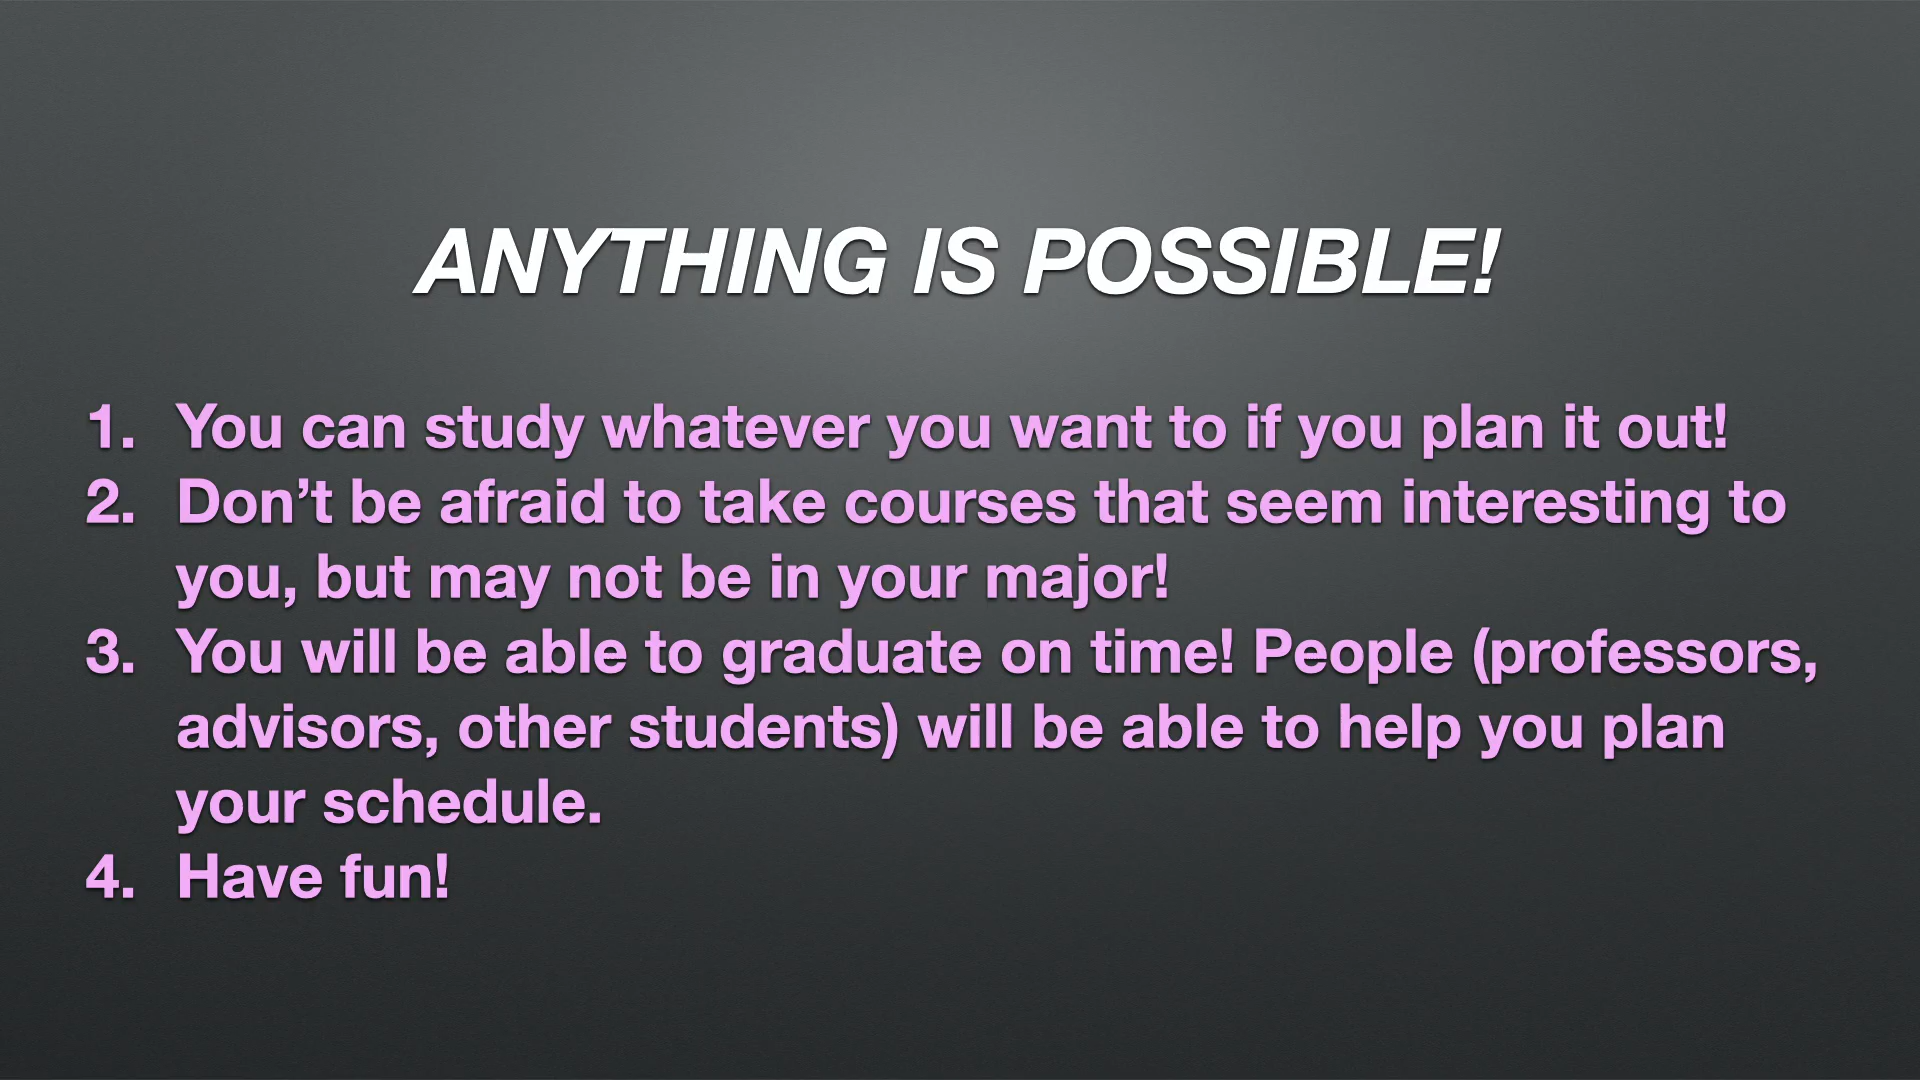 ANYTHING IS POSSIBLE!
1. You can study whatever you want to if you plan it out!
2. Don’t be afraid to take courses that seem interesting to
you, but may not be in your major!
3. You will be able to graduate on time! People (professors,
advisors, other students) will be able to help you plan
your schedule.
4. Have fun!